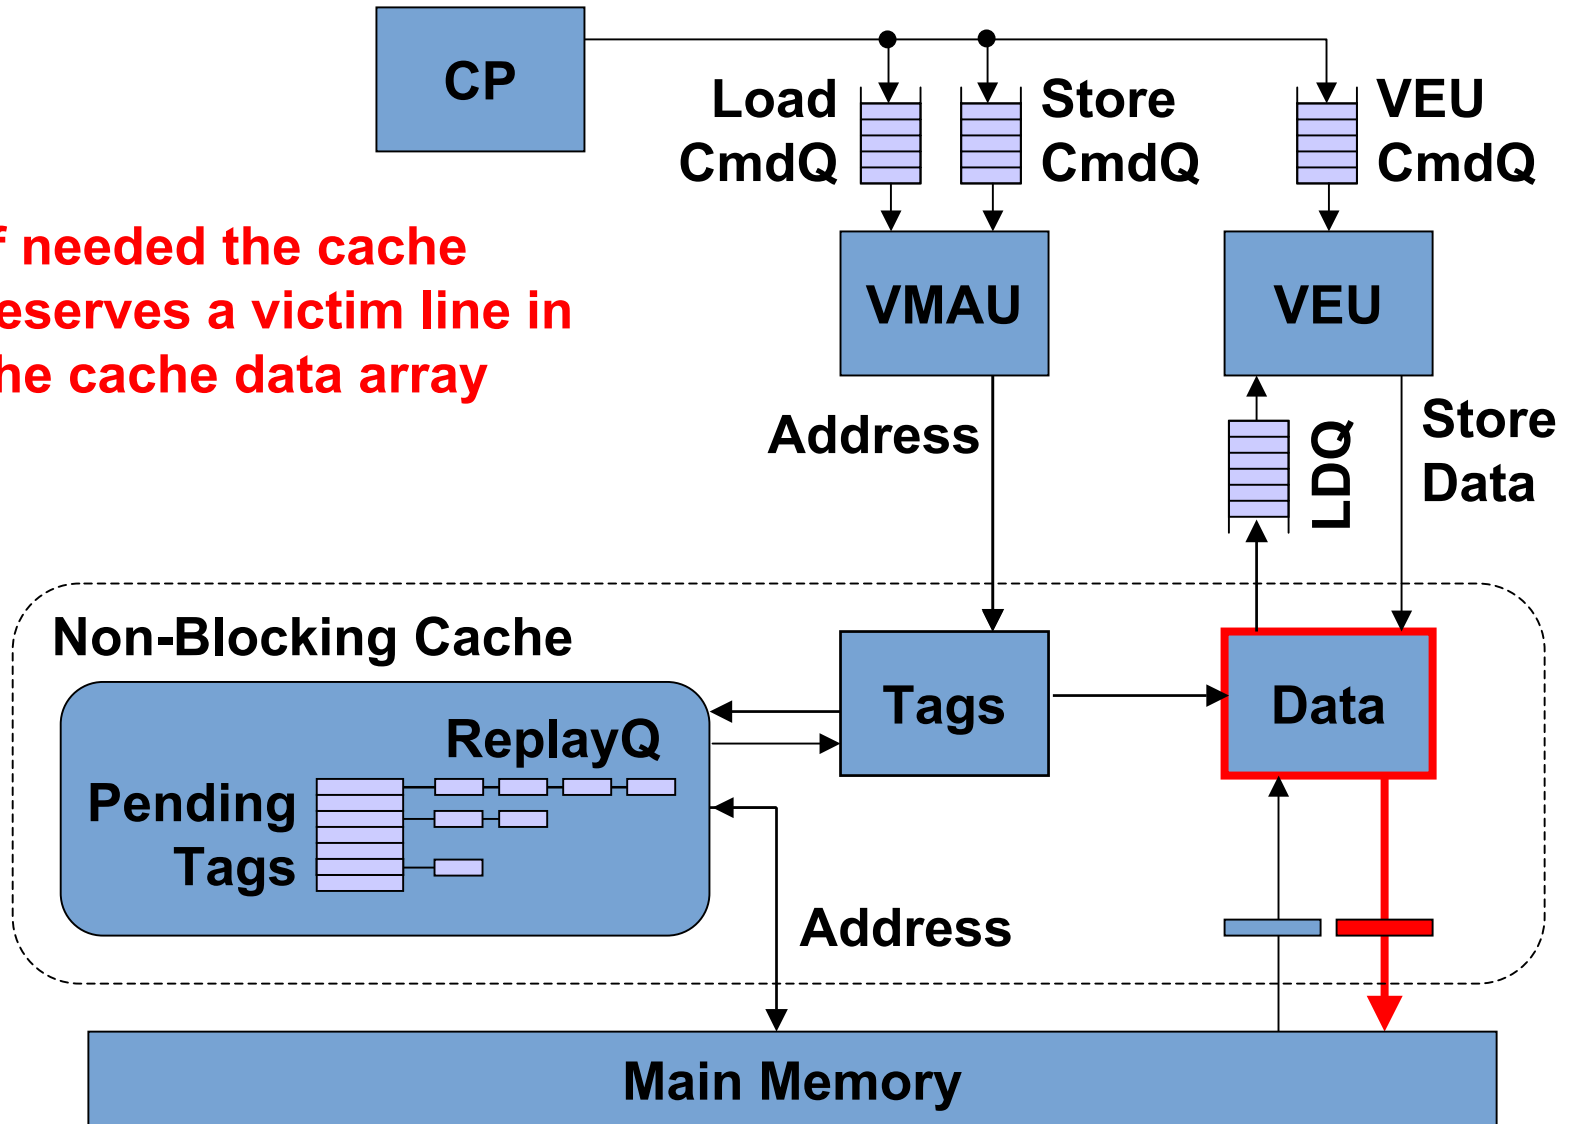 CP
Load
CmdQ
Store
CmdQ
VEU
CmdQ
f needed the cache
eserves a victim line in
he cache data array
VMAU
VEU
Address
LDQ
Store
Data
Non-Blocking Cache
ReplayQ
Pending
Tags
Tags
Data
Address
Main Memory